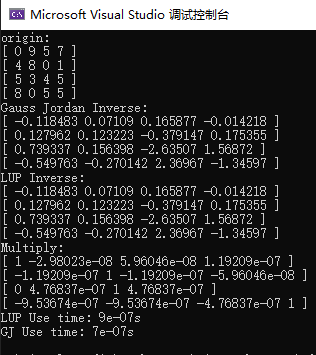 Microsoft Visual Studio 调试控制台
origin:
[ 0 9 5 7 ]
[ 4 8 0 1 ]
[ 5 3 4 5 ]
[ 8 0 5 5 ]
Gauss Jordan Inverse:
[ -0.118483 0.07109 0.165877 -0.014218 ]
[ 0.127962 0.123223 -0.379147 0.175355 ]
[ 0.739337 0.156398 -2.63507 1.56872 ]
[ -0.549763 -0.270142 2.36967 -1.34597 ]
LUP Inverse:
[ -0.118483 0.07109 0.165877 -0.014218 ]
[ 0.127962 0.123223 -0.379147 0.175355 ]
[ 0.739337 0.156398 -2.63507 1.56872 ]
[ -0.549763 -0.270142 2.36967 -1.34597 ]
Multiply:
[ 1 -2.98023e-08 5.96046e-08 1.19209e-07 ]
[ -1.19209e-07 1 -1.19209e-07 -5.96046e-08 ]
[ 0 4.76837e-07 1 4.76837e-07 ]
[ -9.53674e-07 -9.53674e-07 -4.76837e-07 1 ]
LUP Use time: 9e-07s
GJ Use time: 7e-07s